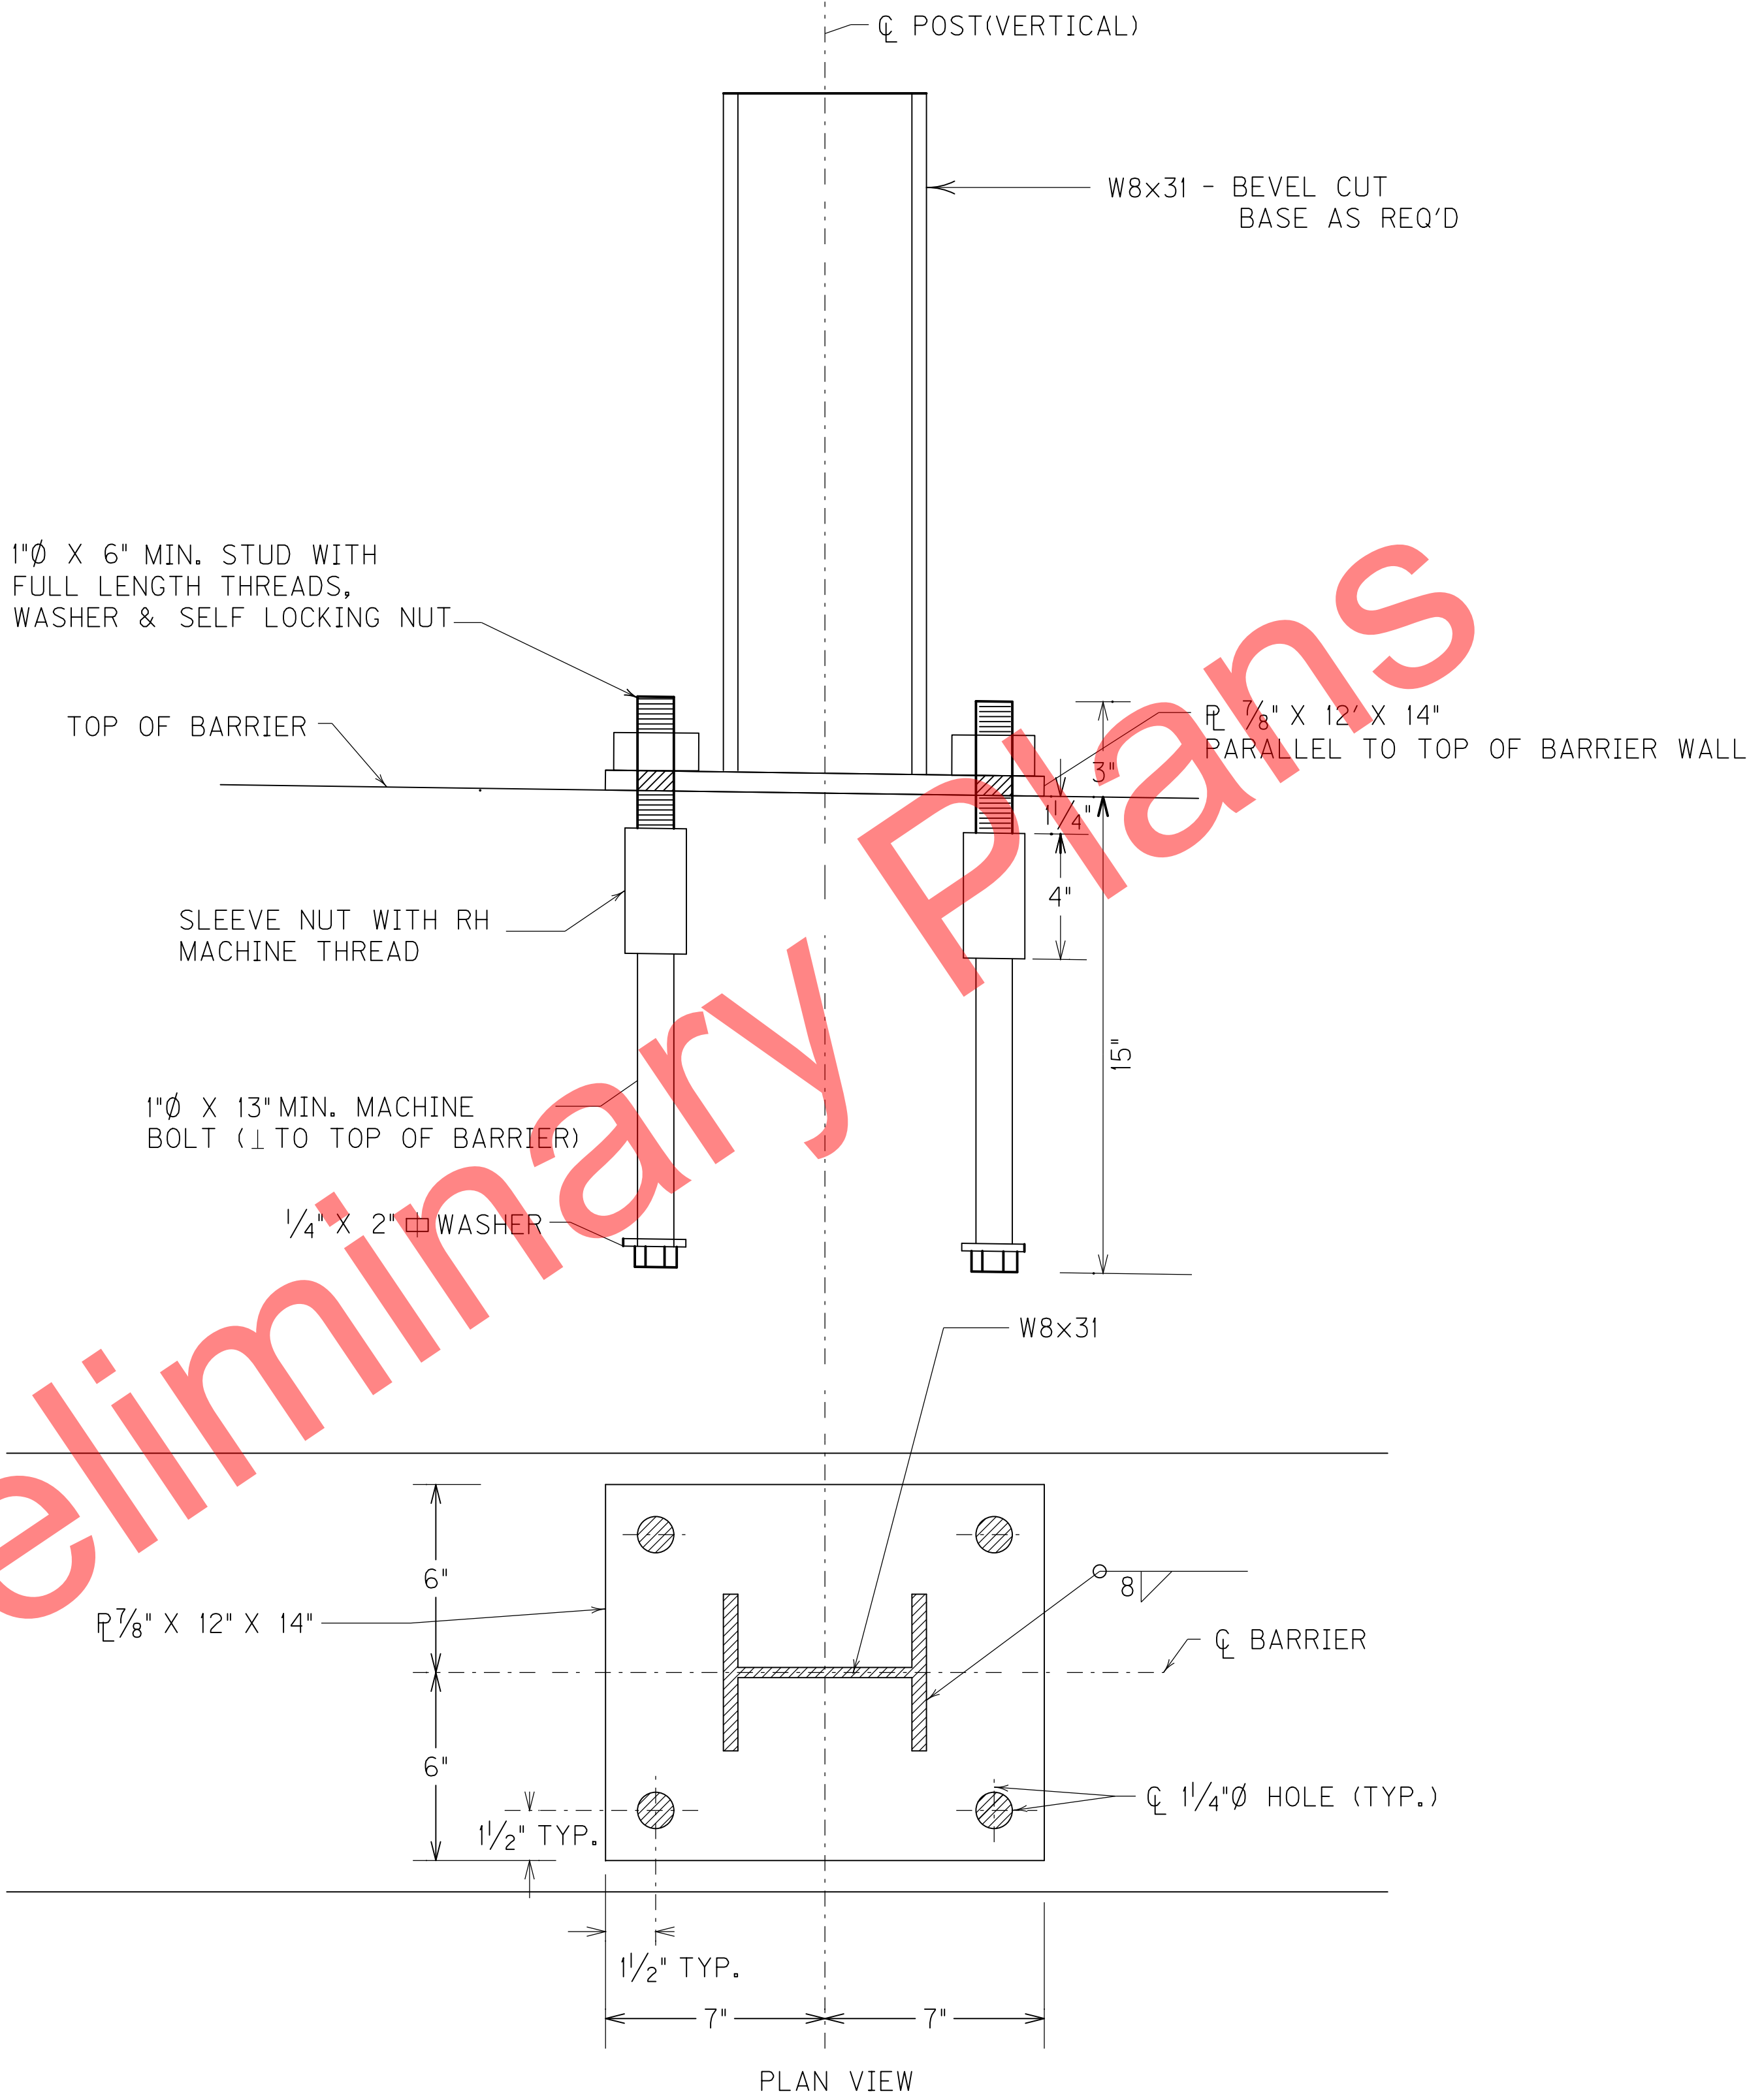 ℄ POST(VERTICAL)
W8x31 - BEVEL CUT
BASE AS REQ'D
1"Ø X 6" MIN. STUD WITH
FULL LENGTH THREADS,
WASHER & SELF LOCKING NUT
TOP OF BARRIER
⅊ 7/8" X 12' X 14"
PARALLEL TO TOP OF BARRIER WALL
3"
1 1/4"
4"
SLEEVE NUT WITH RH
MACHINE THREAD
15"
1"Ø X 13" MIN. MACHINE
BOLT (⊥ TO TOP OF BARRIER)
1/4" X 2" WASHER
W8x31
6"
8
⅊ 7/8" X 12" X 14"
℄ BARRIER
6"
℄ 1 1/4"Ø HOLE (TYP.)
1 1/2" TYP.
1 1/2" TYP.
7"
7"
PLAN VIEW
eliminary Plans